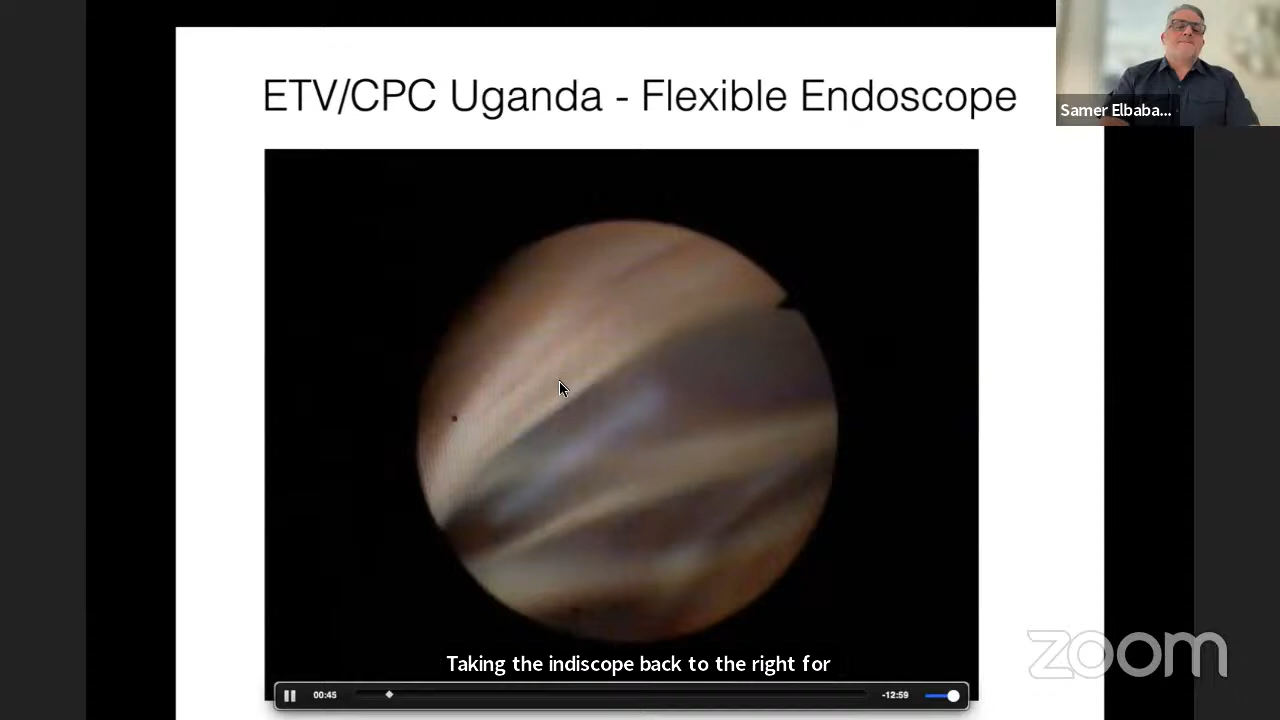 ETV/CPC Uganda - Flexible Endoscope
Samer Elbaba...
Taking the indiscope back to the right for
00:45
-12:59
zoom